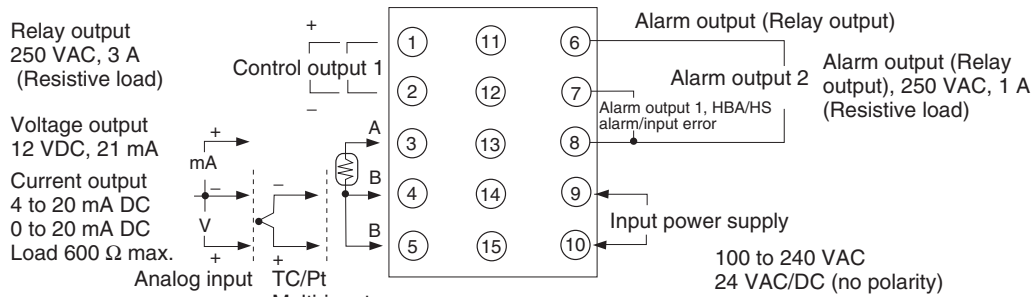 Relay output
250 VAC, 3 A
(Resistive load)
Voltage output
12 VDC, 21 mA
Current output
4 to 20 mA DC
0 to 20 mA DC
Load 600 Ω max.
+
Control output 1
−
+
mA
−
V
+
Analog input
−
+
TC/Pt
A
B
B
1
2
3
4
5
11
12
13
14
15
6
7
8
9
10
Alarm output (Relay output)
Alarm output 2
Alarm output 1, HBA/HS
alarm/input error
Alarm output (Relay
output), 250 VAC, 1 A
(Resistive load)
Input power supply
100 to 240 VAC
24 VAC/DC (no polarity)